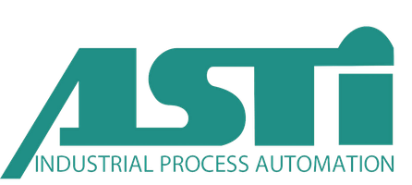 ASTi
INDUSTRIAL PROCESS AUTOMATION